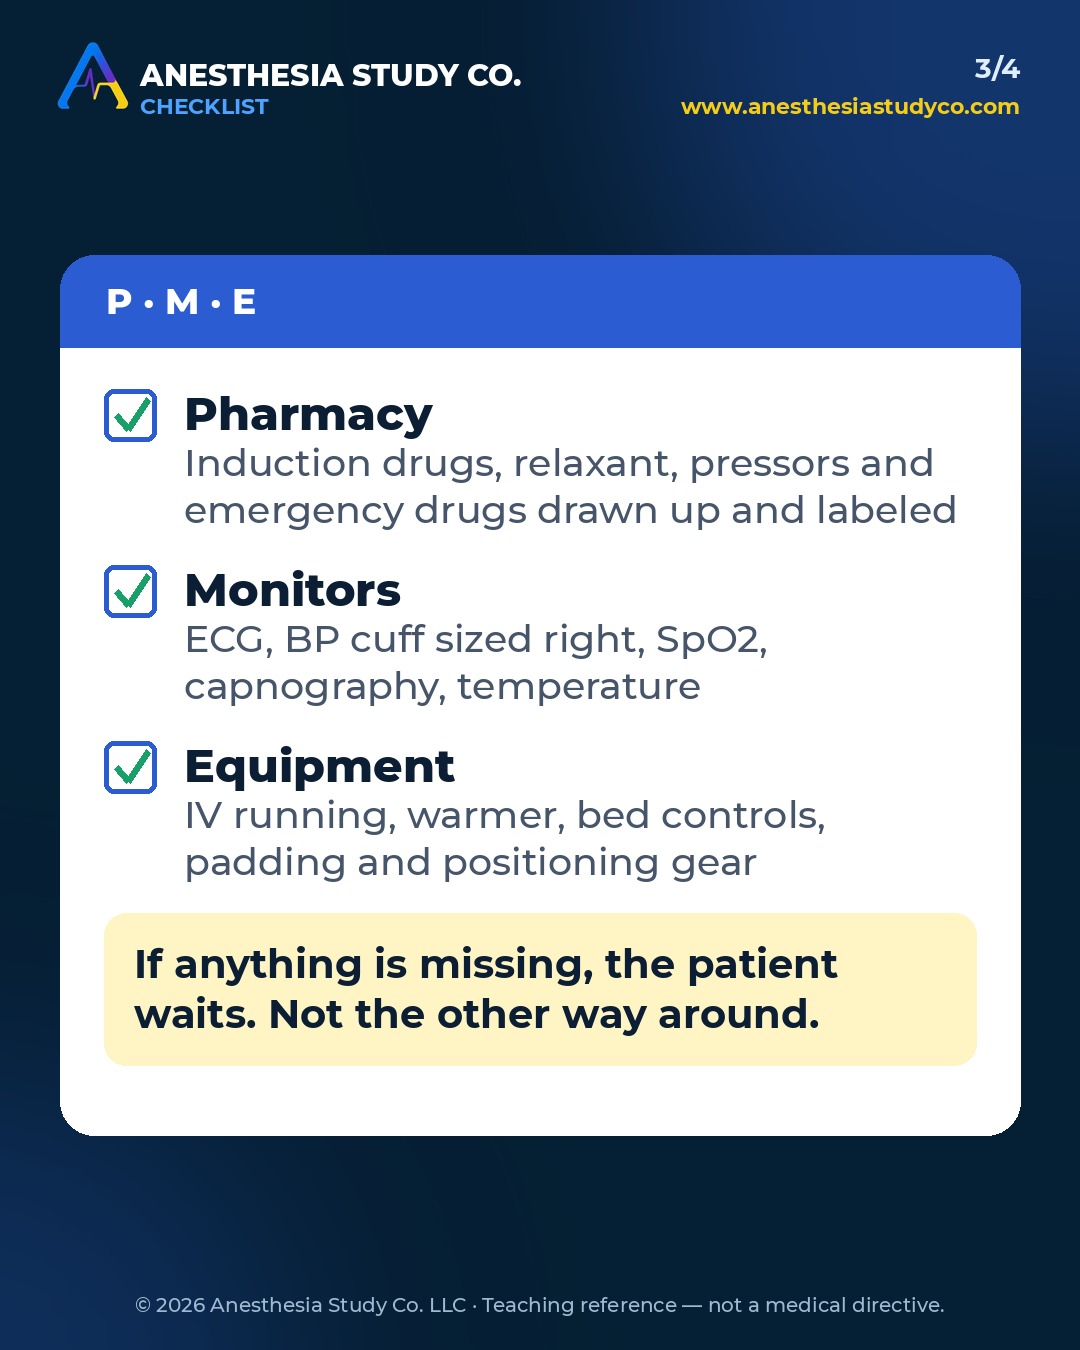 ANESTHESIA STUDY CO.
CHECKLIST
3/4
www.anesthesiastudyco.com
P · M · E
Pharmacy
Induction drugs, relaxant, pressors and
emergency drugs drawn up and labeled
Monitors
ECG, BP cuff sized right, SpO2,
capnography, temperature
Equipment
IV running, warmer, bed controls,
padding and positioning gear
If anything is missing, the patient
waits. Not the other way around.
© 2026 Anesthesia Study Co. LLC · Teaching reference — not a medical directive.